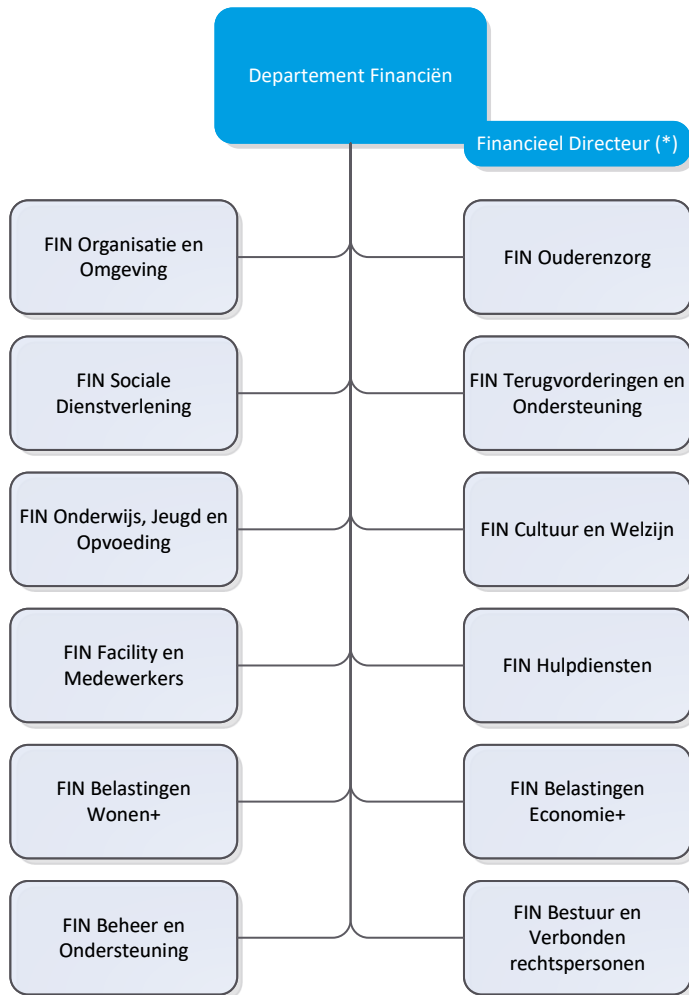 Departement Financiën
Financieel Directeur (*)
FIN Organisatie en
Omgeving
FIN Ouderenzorg
FIN Sociale
Dienstverlening
FIN Terugvorderingen en
Ondersteuning
FIN Onderwijs, Jeugd en
Opvoeding
FIN Cultuur en Welzijn
FIN Facility en
Medewerkers
FIN Hulpdiensten
FIN Belastingen
Wonen+
FIN Belastingen
Economie+
FIN Beheer en
Ondersteuning
FIN Bestuur en
Verbonden
rechtspersonen